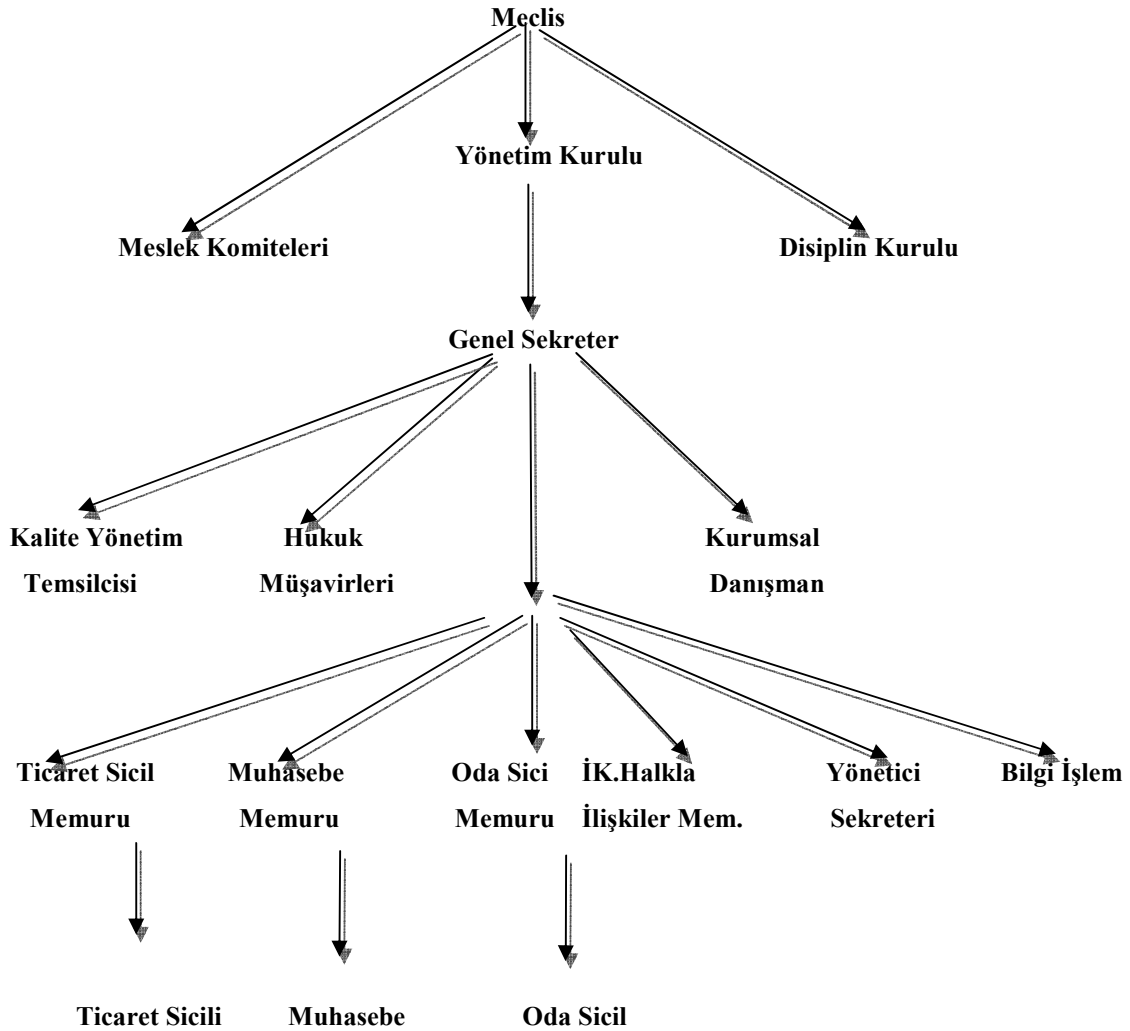 Meclis
Yönetim Kurulu
Meslek Komiteleri
Disiplin Kurulu
Genel Sekreter
Kalite Yönetim
Temsilcisi
Hukuk
Müşavirleri
Kurumsal
Danışman
Ticaret Sicil
Memuru
Muhasebe
Memuru
Oda Sici
Memuru
İK.Halkla
İlişkiler Mem.
Yönetici
Sekreteri
Bilgi İşlem
Ticaret Sicili
Muhasebe
Oda Sicil